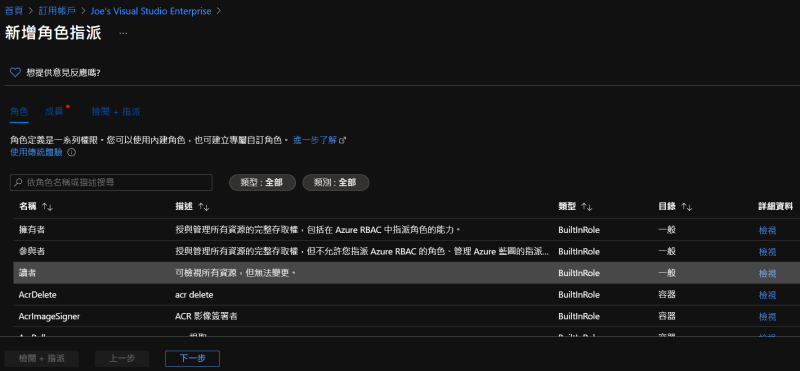 首頁 > 訂用帳戶 > Joe's Visual Studio Enterprise >
新增角色指派 ...
想提供意見反應嗎?
角色 成員 檢閱 + 指派
角色定義是一系列權限。您可以使用內建角色，也可建立專屬自訂角色。 進一步了解
使用傳統體驗
依角色名稱或描述搜尋 類型 : 全部 類別 : 全部
名稱 ↑↓ 描述 ↑↓ 類型 ↑↓ 目錄 ↑↓ 詳細資料
擁有者 授與管理所有資源的完整存取權，包括在 Azure RBAC 中指派角色的能力。 BuiltInRole 一般 檢視
參與者 授與管理所有資源的完整存取權，但不允許您指派 Azure RBAC 的角色、管理 Azure 藍圖的指派... BuiltInRole 一般 檢視
讀者 可檢視所有資源，但無法變更。 BuiltInRole 一般 檢視
AcrDelete acr delete BuiltInRole 容器 檢視
AcrImageSigner ACR 影像簽署者 BuiltInRole 容器 檢視
檢閱 + 指派 上一步 下一步